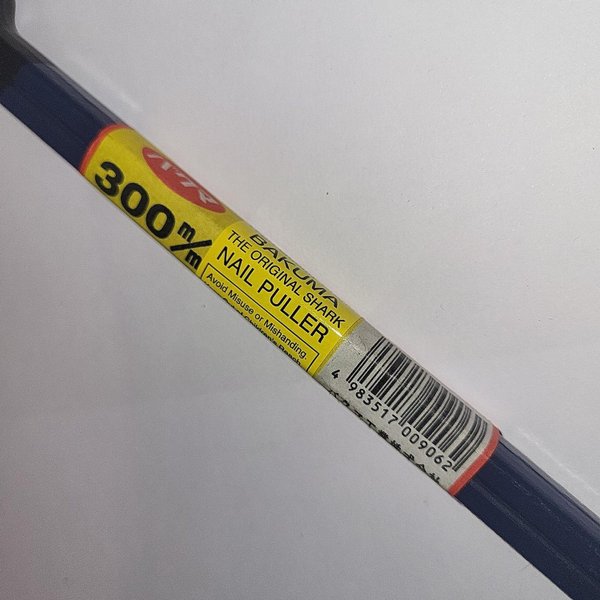 バクマ
300m/m
BAKUMA
THE ORIGINAL SHARK
NAIL PULLER
Avoid Misuse or Mishanding.
4 983517 009062